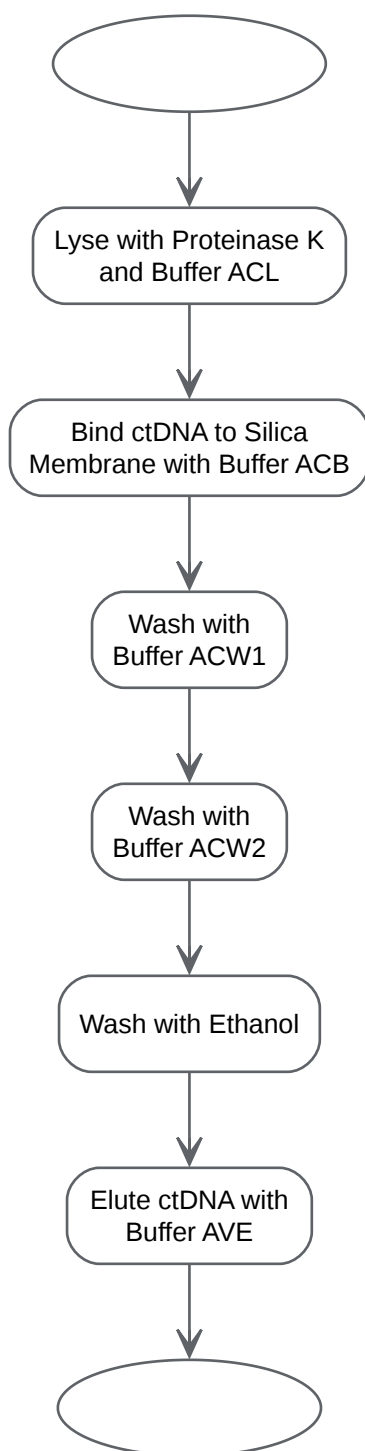 Lyse with Proteinase K
and Buffer ACL
Bind ctDNA to Silica
Membrane with Buffer ACB
Wash with
Buffer ACW1
Wash with
Buffer ACW2
Wash with Ethanol
Elute ctDNA with
Buffer AVE